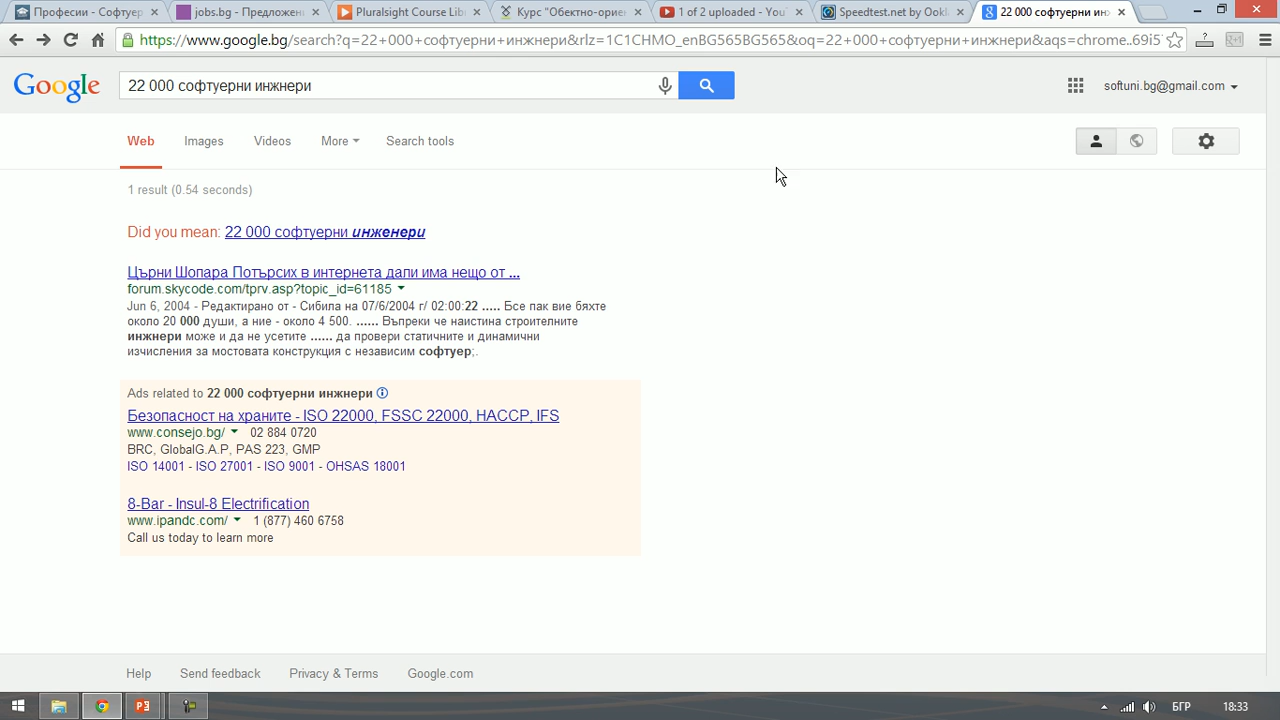 Професии - Софтуер
jobs.bg - Предложен
Pluralsight Course Lib
Курс "Обектно-ориен
1 of 2 uploaded - You
Speedtest.net by Ookl
22 000 софтуерни ин
https://www.google.bg/search?q=22+000+софтуерни+инжнери&rlz=1C1CHMO_enBG565BG565&oq=22+000+софтуерни+инжнери&aqs=chrome..69i5
Google
22 000 софтуерни инжнери
softuni.bg@gmail.com
Web Images Videos More Search tools
1 result (0.54 seconds)
Did you mean: 22 000 софтуерни инженери
Църни Шопара Потърсих в интернета дали има нещо от ...
forum.skycode.com/tprv.asp?topic_id=61185
Jun 6, 2004 - Редактирано от - Сибила на 07/6/2004 г/ 02:00:22 ..... Бсе пак вие бяхте
около 20 000 души, а ние - около 4 500. ...... Въпреки че наистина строителните
инжнери може и да не усетите ...... да провери статичните и динамични
изчисления за мостовата конструкция с независим софтуер;.
Ads related to 22 000 софтуерни инжнери
Безопасност на храните - ISO 22000, FSSC 22000, HACCP, IFS
www.consejo.bg/ 02 884 0720
BRC, GlobalG.A.P, PAS 223, GMP
ISO 14001 - ISO 27001 - ISO 9001 - OHSAS 18001
8-Bar - Insul-8 Electrification
www.ipandc.com/ 1 (877) 460 6758
Call us today to learn more
Help Send feedback Privacy & Terms Google.com
БГР 18:33